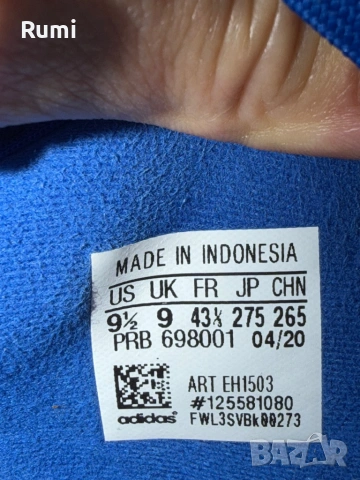 Rumi
MADE IN INDONESIA
US UK FR JP CHN
9½ 9 43⅓ 275 265
PRB 698001 04/20
ART EH1503
#125581080
adidas FWL3SVBk00273
BAZAR